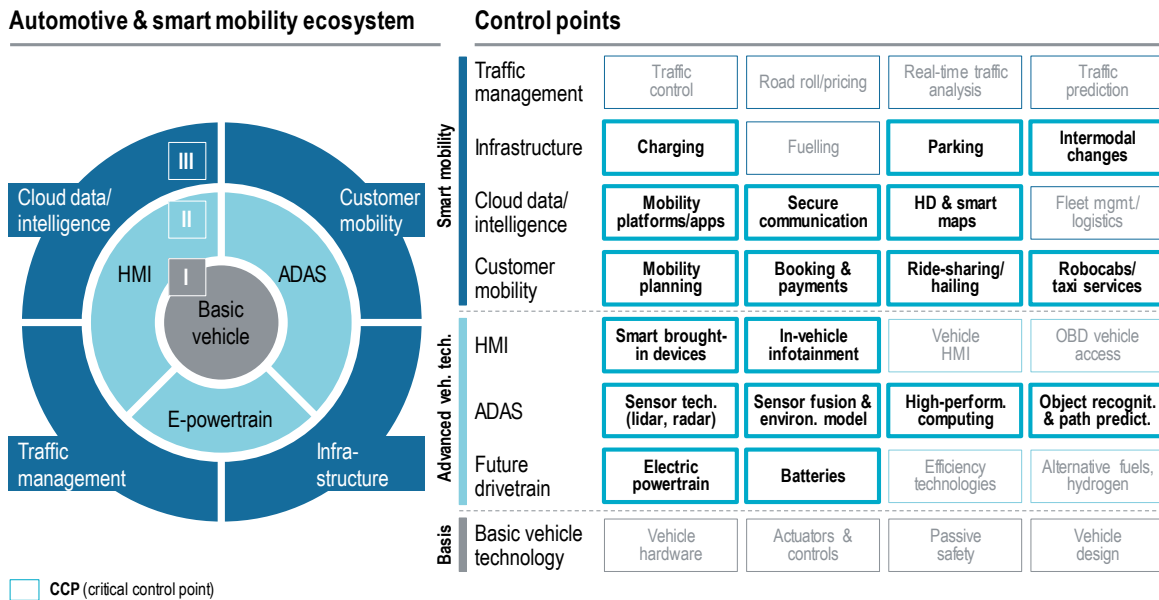 Automotive & smart mobility ecosystem
III
Cloud data/
intelligence
Customer
mobility
II
HMI
ADAS
I
Basic
vehicle
E-powertrain
Traffic
management
Infra-
structure
CCP (critical control point)
Control points
Smart mobility
Traffic
management
Traffic
control
Road roll/pricing
Real-time traffic
analysis
Traffic
prediction
Infrastructure
Charging
Fuelling
Parking
Intermodal
changes
Cloud data/
intelligence
Mobility
platforms/apps
Secure
communication
HD & smart
maps
Fleet mgmt./
logistics
Customer
mobility
Mobility
planning
Booking &
payments
Ride-sharing/
hailing
Robocabs/
taxi services
Advanced veh. tech.
HMI
Smart brought-
in devices
In-vehicle
infotainment
Vehicle
HMI
OBD vehicle
access
ADAS
Sensor tech.
(lidar, radar)
Sensor fusion &
environ. model
High-perform.
computing
Object recognit.
& path predict.
Future
drivetrain
Electric
powertrain
Batteries
Efficiency
technologies
Alternative fuels,
hydrogen
Basis
Basic vehicle
technology
Vehicle
hardware
Actuators &
controls
Passive
safety
Vehicle
design